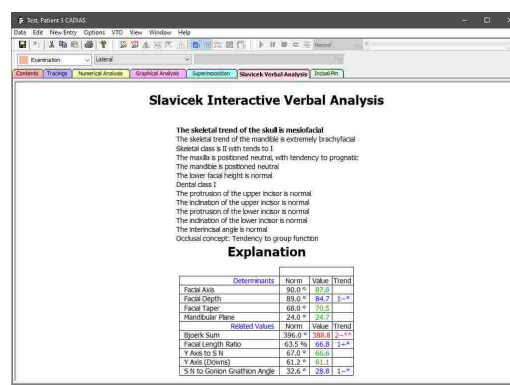 Test, Patient 3 CADIAS
Data Edit New Entry Options VTO View Window Help
Normal
Examination Lateral
Contents Tracings Numerical Analysis Graphical Analysis Superimposition Slavicek Verbal Analysis Incisal Pin
Slavicek Interactive Verbal Analysis
The skeletal trend of the skull is mesiofacial
The skeletal trend of the mandible is extremely brachyfacial
Skeletal class is II with tends to I
The maxilla is positioned neutral, with tendency to prognatic
The mandible is positioned neutral
The lower facial height is normal
Dental class I
The protrusion of the upper incisor is normal
The inclination of the upper incisor is normal
The protrusion of the lower incisor is normal
The inclination of the lower incisor is normal
The interincisal angle is normal
Occlusal concept: Tendency to group function
Explanation
Determinants Norm Value Trend
Facial Axis 90.0 ° 87.8
Facial Depth 89.0 ° 84.7 1-*
Facial Taper 68.0 ° 70.5
Mandibular Plane 24.0 ° 24.7
Related Values Norm Value Trend
Bjoerk Sum 396.0 ° 388.8 2-**
Facial Length Ratio 63.5 % 66.8 1+*
Y Axis to S N 67.0 ° 66.6
Y Axis (Downs) 61.2 ° 61.1
S N to Gonion Gnathion Angle 32.6 ° 28.8 1-*